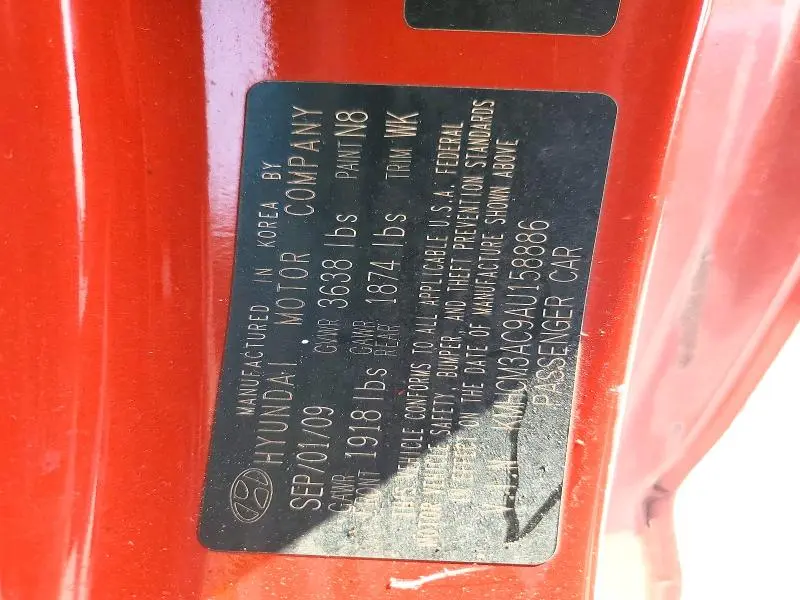 MANUFACTURED IN KOREA BY
HYUNDAI MOTOR COMPANY
SEP/01/09 GVWR 3638 lbs PAINT N8
GAWR FRONT 1918 lbs GAWR REAR 1874 lbs TRIM WK
THIS VEHICLE CONFORMS TO ALL APPLICABLE U.S.A. FEDERAL
MOTOR VEHICLE SAFETY, BUMPER, AND THEFT PREVENTION STANDARDS
IN EFFECT ON THE DATE OF MANUFACTURE SHOWN ABOVE
V.I.N KMHCM3AC9AU158886
PASSENGER CAR